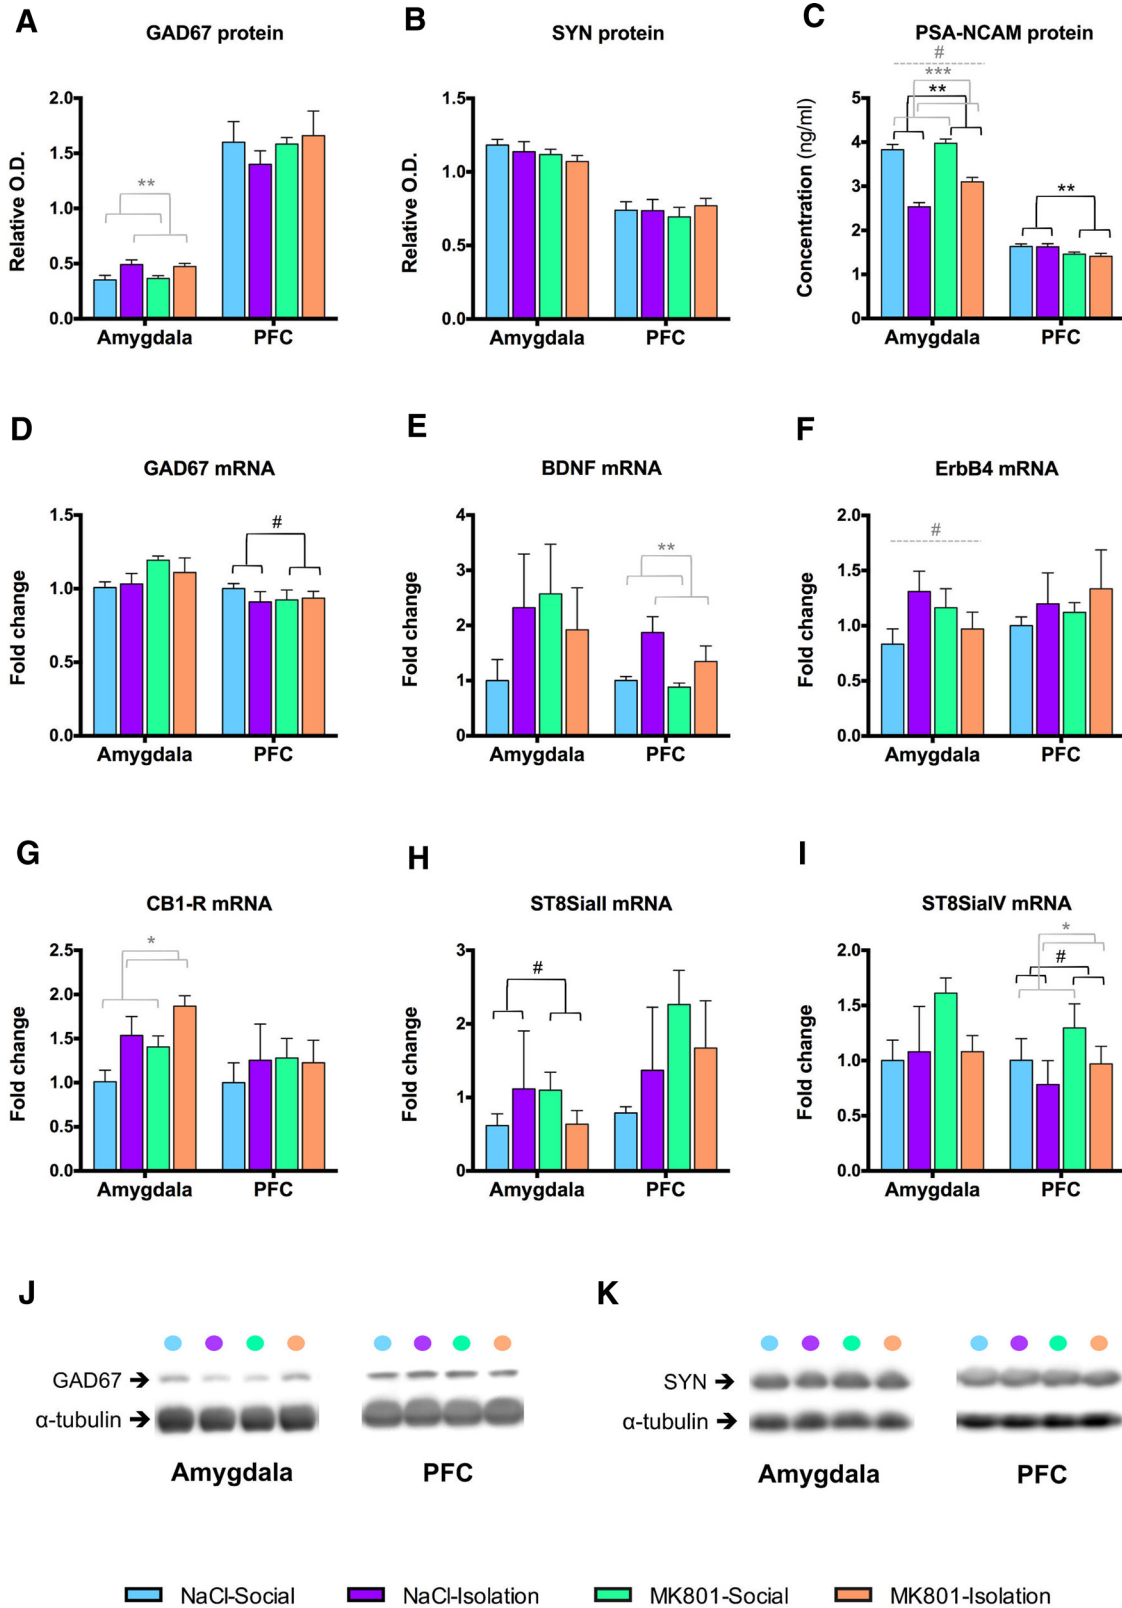 A
GAD67 protein
Relative O.D.
2.0
1.5
1.0
0.5
0.0
**
Amygdala PFC
B
SYN protein
Relative O.D.
1.5
1.0
0.5
0.0
Amygdala PFC
C
PSA-NCAM protein
Concentration (ng/ml)
5
4
3
2
1
0
#
***
**
**
Amygdala PFC
D
GAD67 mRNA
Fold change
1.5
1.0
0.5
0.0
#
Amygdala PFC
E
BDNF mRNA
Fold change
4
3
2
1
0
**
Amygdala PFC
F
ErbB4 mRNA
Fold change
2.0
1.5
1.0
0.5
0.0
#
Amygdala PFC
G
CB1-R mRNA
Fold change
2.5
2.0
1.5
1.0
0.5
0.0
*
Amygdala PFC
H
ST8SiaII mRNA
Fold change
3
2
1
0
#
Amygdala PFC
I
ST8SiaIV mRNA
Fold change
2.0
1.5
1.0
0.5
0.0
*
#
Amygdala PFC
J
GAD67 →
α-tubulin →
Amygdala PFC
K
SYN →
α-tubulin →
Amygdala PFC
NaCl-Social NaCl-Isolation MK801-Social MK801-Isolation